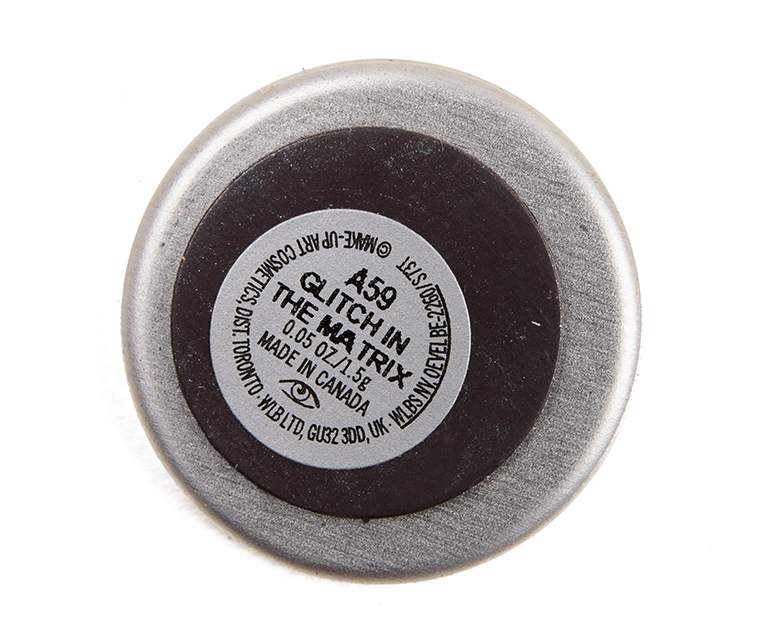 A59
GLITCH IN
THE MATRIX
0.05 OZ/1.5g
MADE IN CANADA
© MAKE-UP ART COSMETICS, DIST. TORONTO · WLB LTD, GU32 3DD, UK · WLBS NV, OEVEL BE-2260/S73T